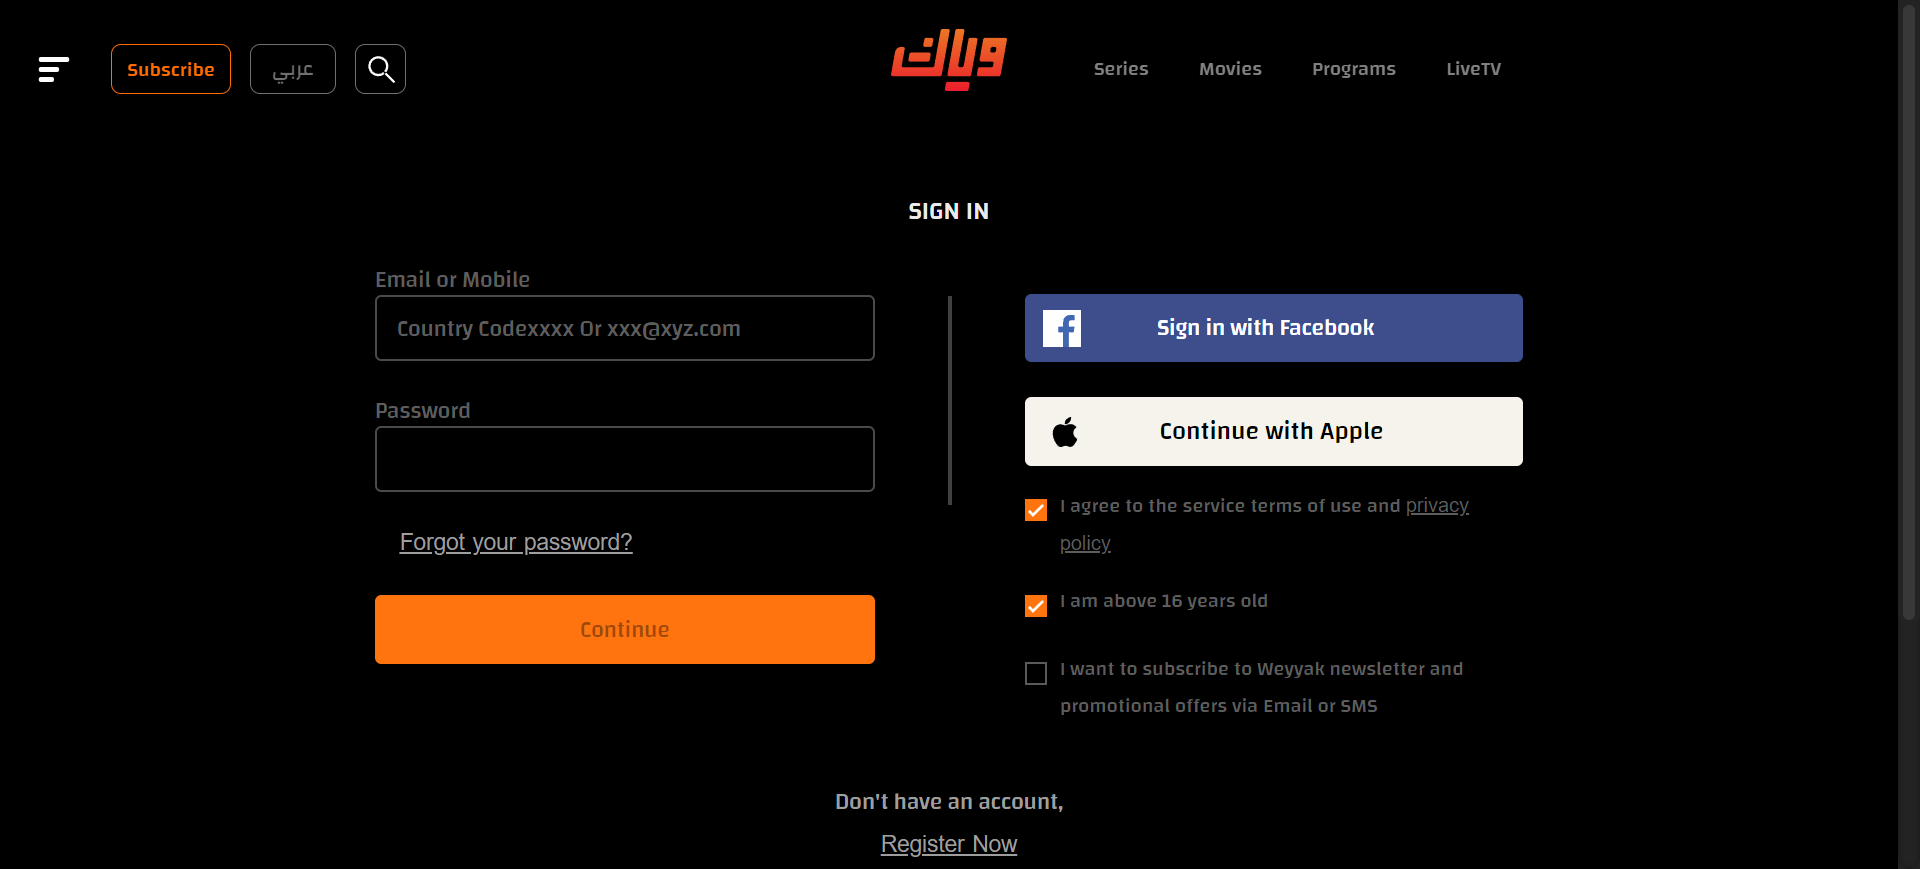 Subscribe
عربي
وياك
Series
Movies
Programs
LiveTV
SIGN IN
Email or Mobile
Country Codexxxx Or xxx@xyz.com
Password
Forgot your password?
Continue
Sign in with Facebook
Continue with Apple
I agree to the service terms of use and privacy
policy
I am above 16 years old
I want to subscribe to Weyyak newsletter and
promotional offers via Email or SMS
Don't have an account,
Register Now